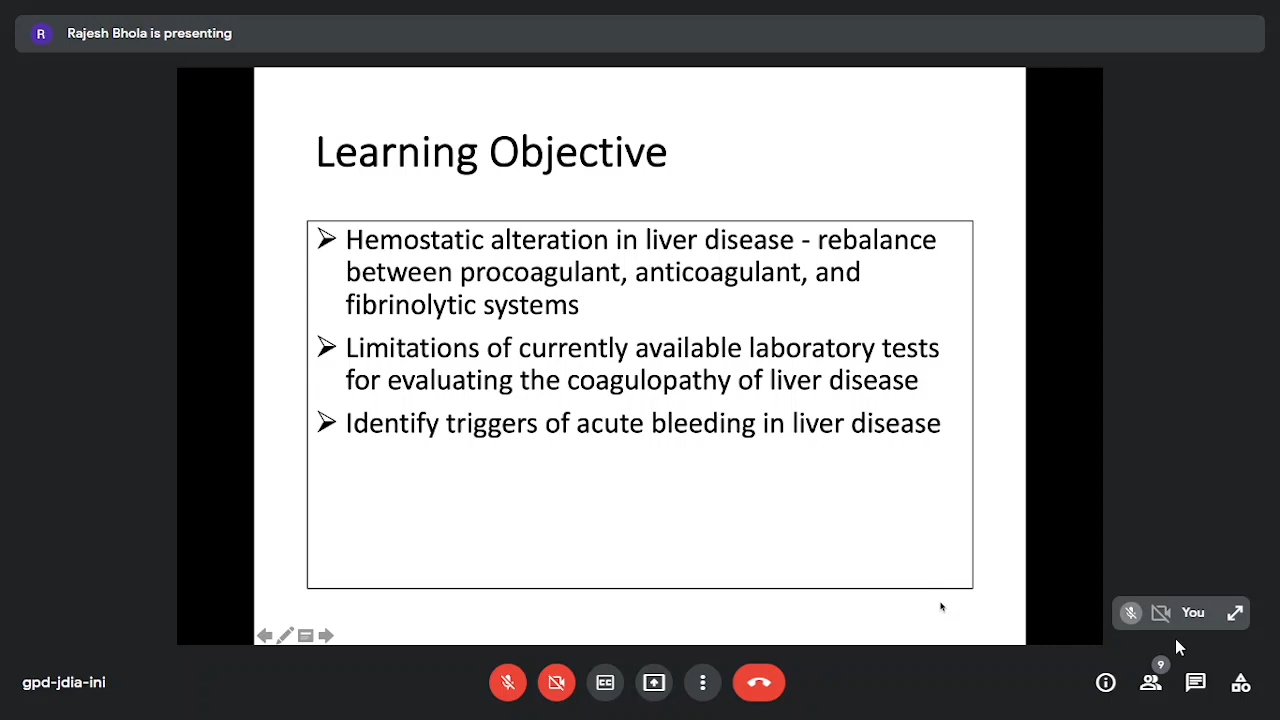 R
Rajesh Bhola is presenting
Learning Objective
➢ Hemostatic alteration in liver disease - rebalance
between procoagulant, anticoagulant, and
fibrinolytic systems
➢ Limitations of currently available laboratory tests
for evaluating the coagulopathy of liver disease
➢ Identify triggers of acute bleeding in liver disease
You
gpd-jdia-ini
CC
9